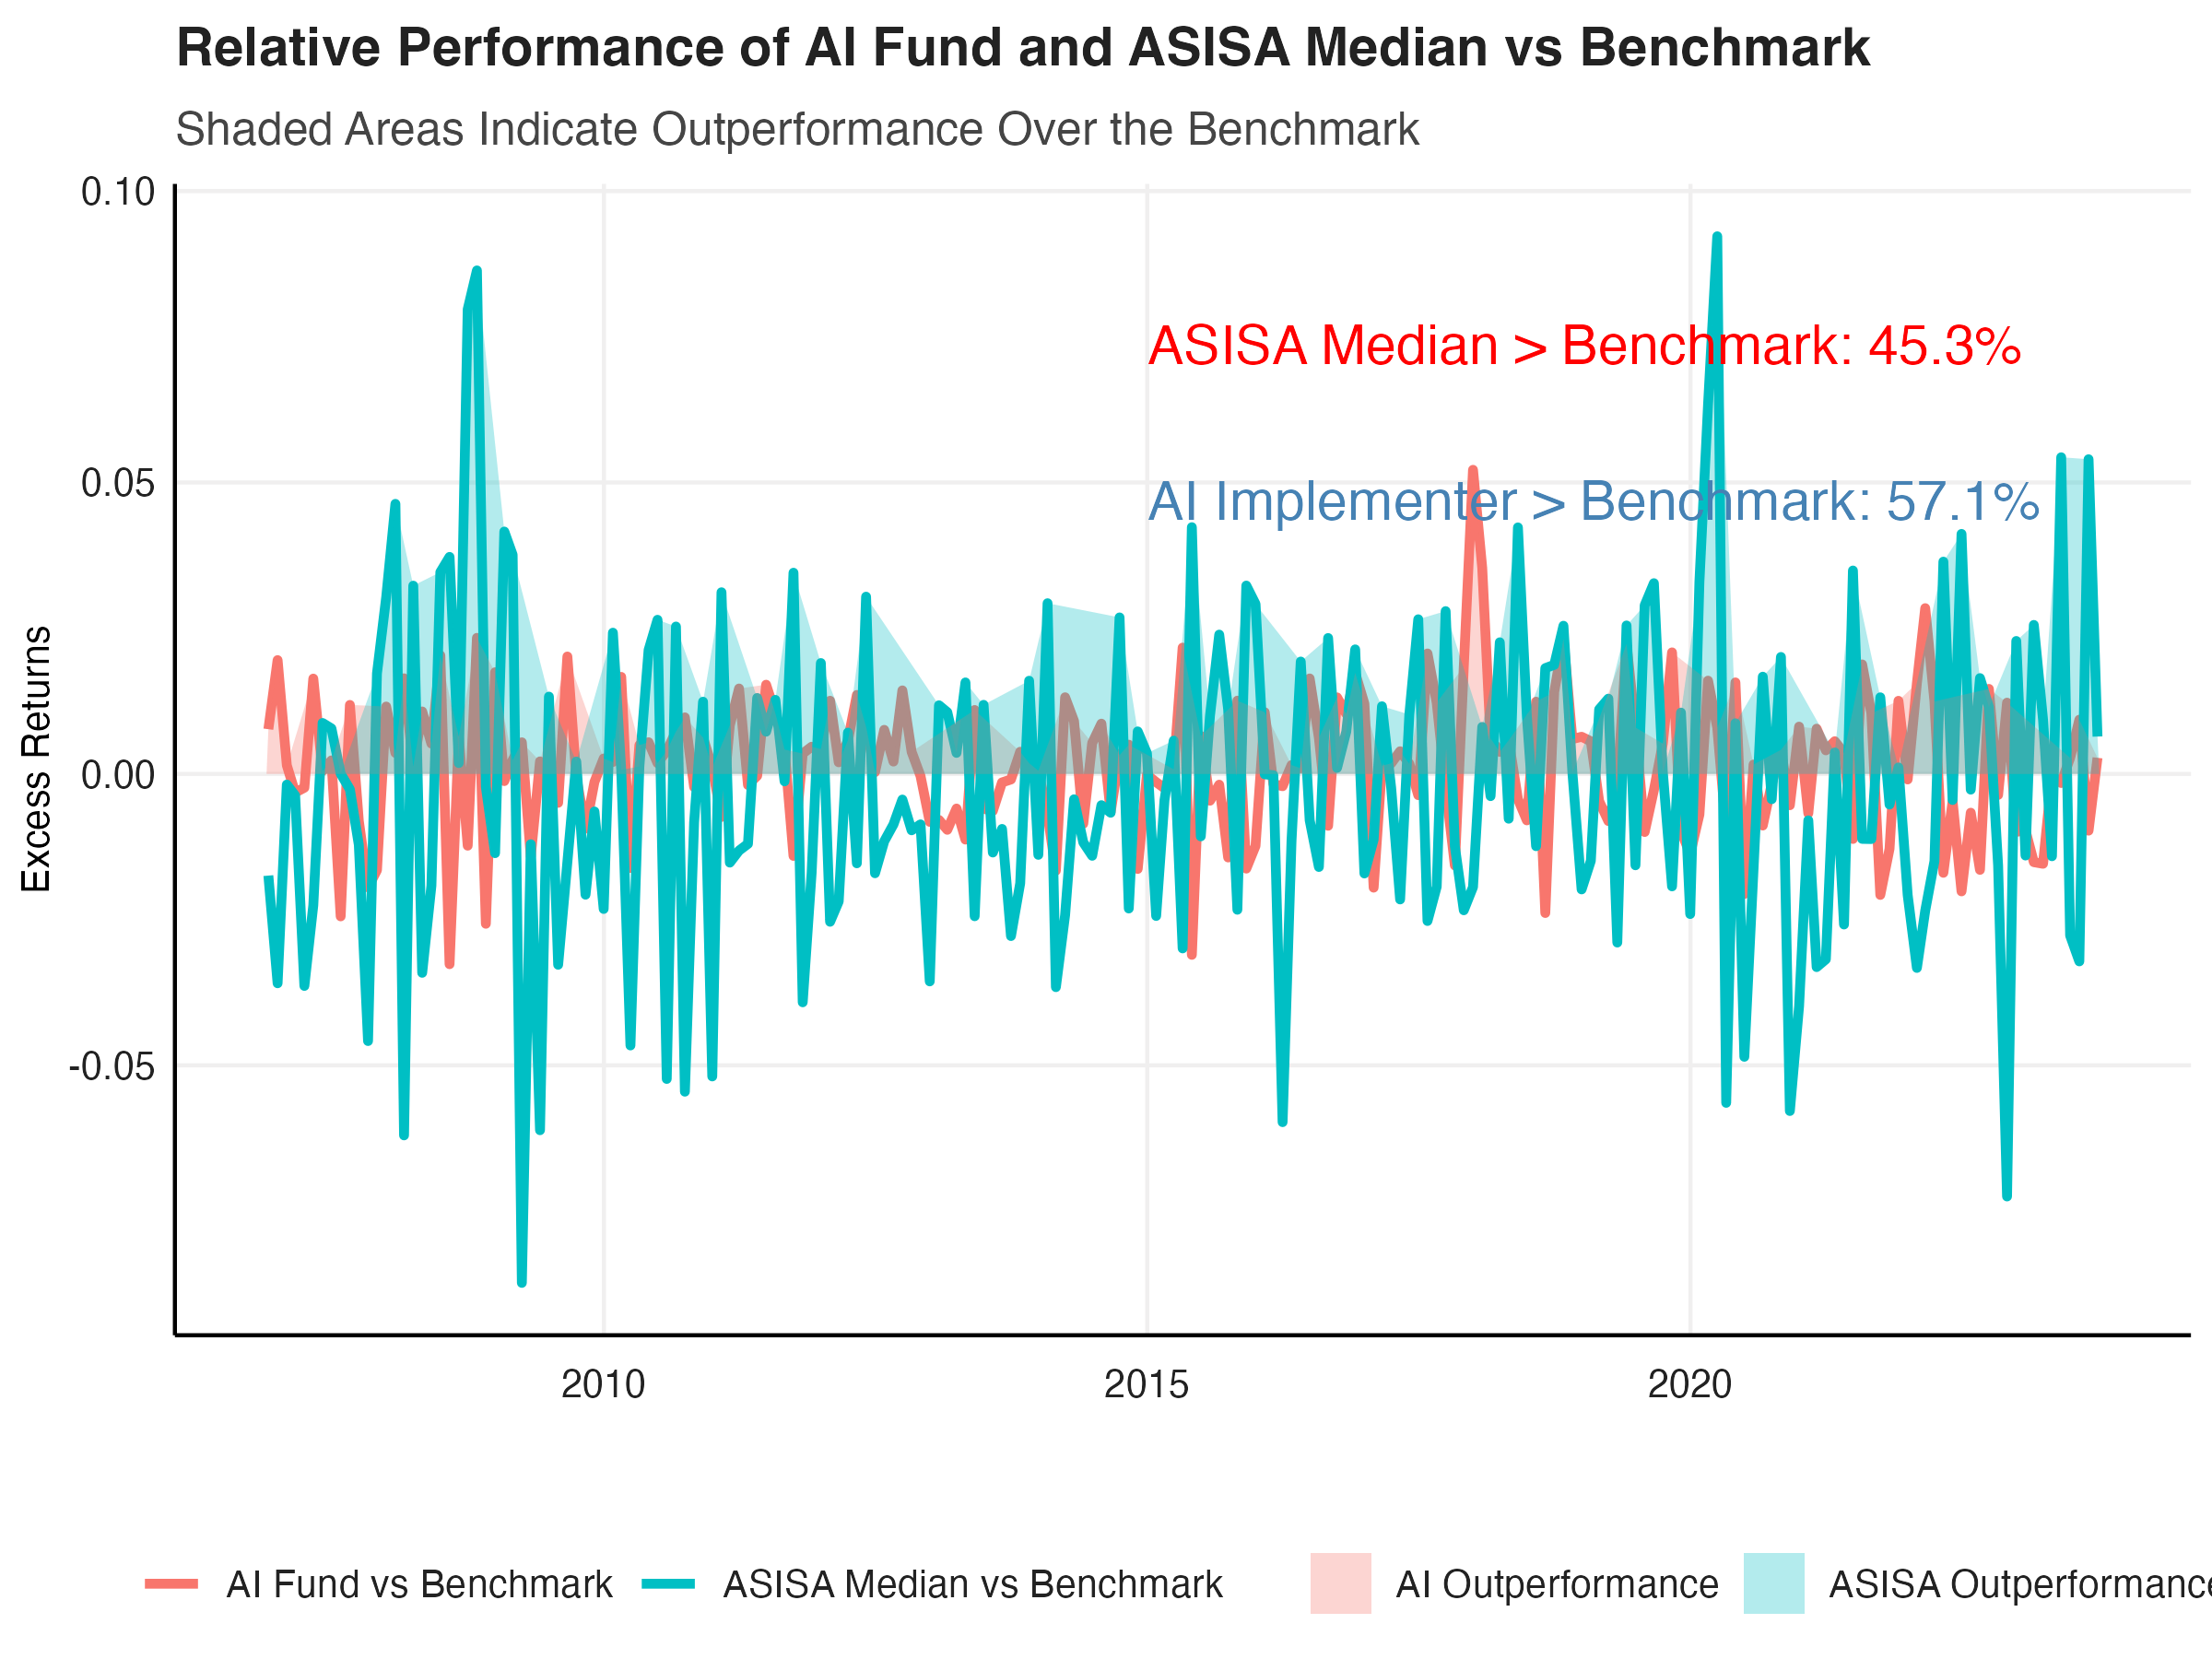 Relative Performance of AI Fund and ASISA Median vs Benchmark
Shaded Areas Indicate Outperformance Over the Benchmark
0.10
0.05
0.00
-0.05
Excess Returns
ASISA Median > Benchmark: 45.3%
AI Implementer > Benchmark: 57.1%
2010
2015
2020
AI Fund vs Benchmark
ASISA Median vs Benchmark
AI Outperformance
ASISA Outperformance